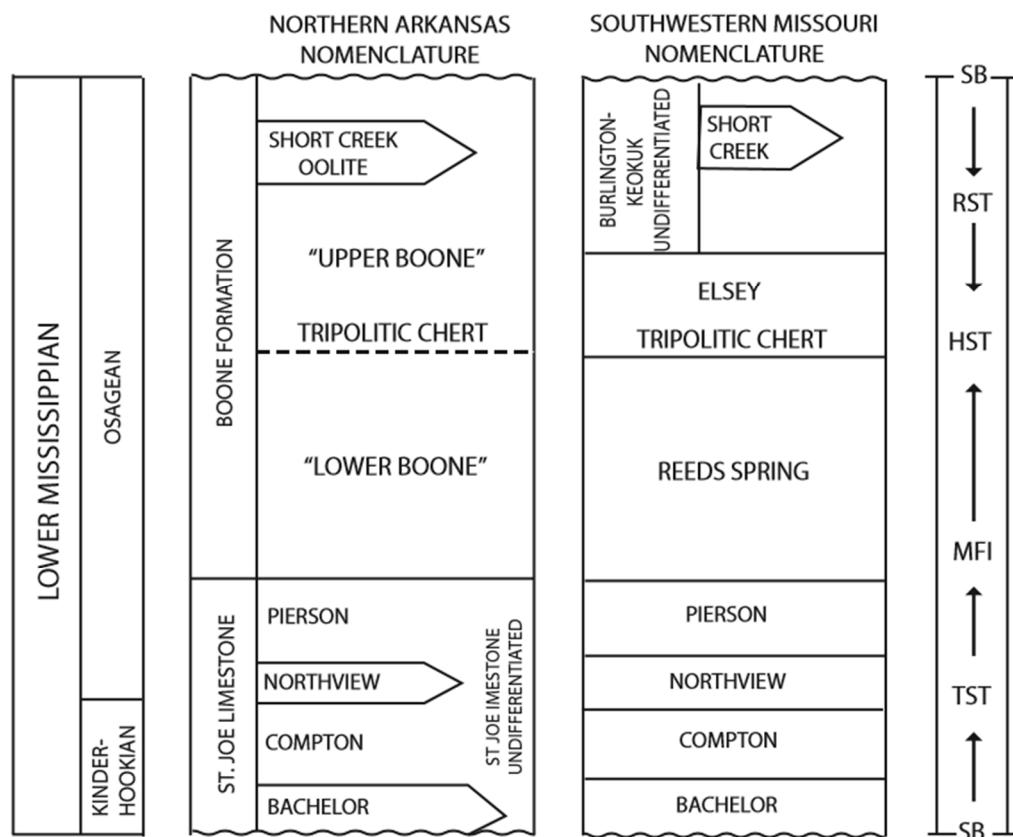 NORTHERN ARKANSAS
NOMENCLATURE
SOUTHWESTERN MISSOURI
NOMENCLATURE
LOWER MISSISSIPPIAN
OSAGEAN
KINDER-
HOOKIAN
BOONE FORMATION
SHORT CREEK
OOLITE
"UPPER BOONE"
TRIPOLITIC CHERT
"LOWER BOONE"
ST. JOE LIMESTONE
PIERSON
NORTHVIEW
COMPTON
BACHELOR
ST JOE IMESTONE
UNDIFFERENTIATED
BURLINGTON-
KEOKUK
UNDIFFERENTIATED
SHORT
CREEK
ELSEY
TRIPOLITIC CHERT
REEDS SPRING
PIERSON
NORTHVIEW
COMPTON
BACHELOR
SB
RST
HST
MFI
TST
SB